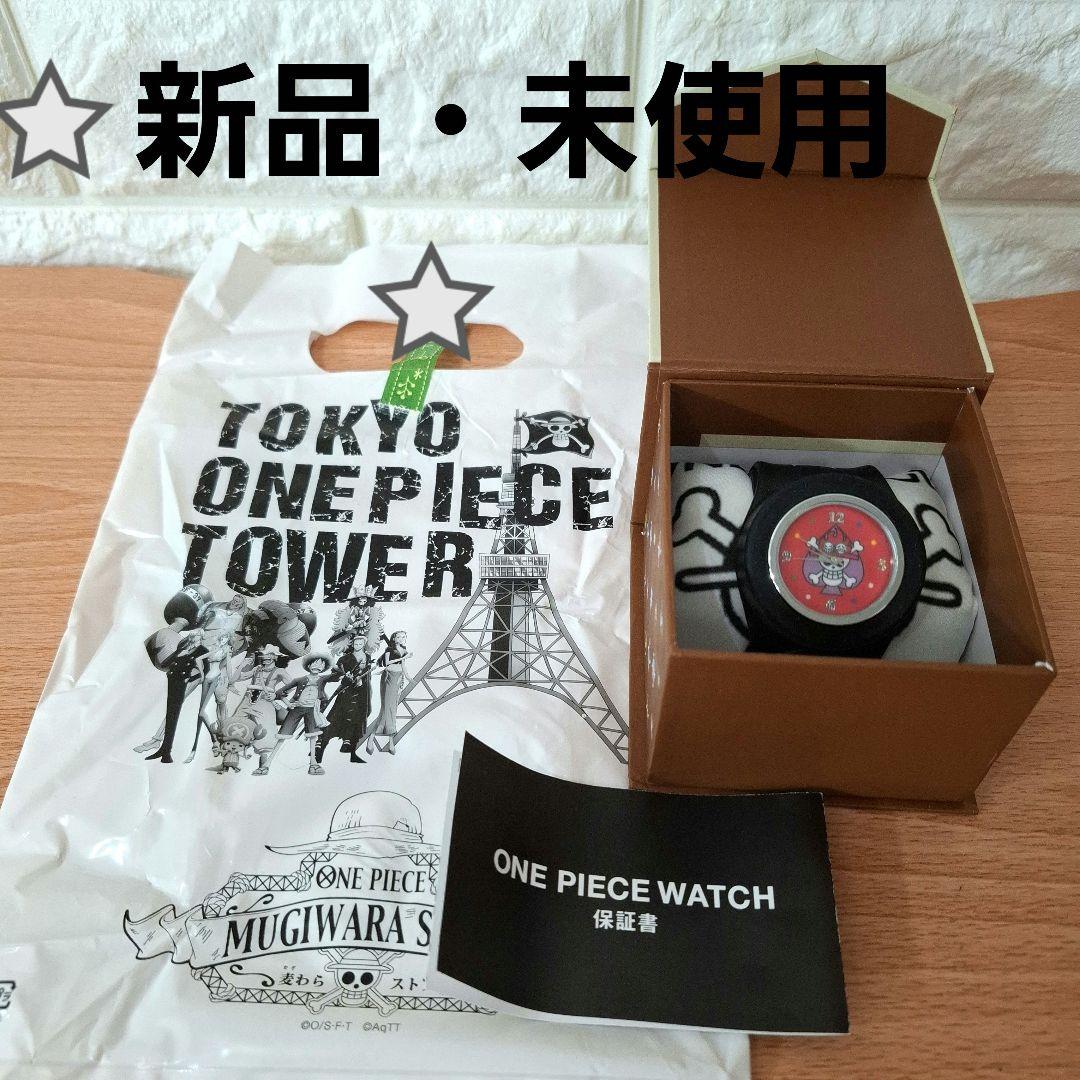 新品・未使用
TOKYO
ONE PIECE
TOWER
12
ONE PIECE
MUGIWARA S
麦わら スト
©O/S・F・T ©AqTT
ONE PIECE WATCH
保証書